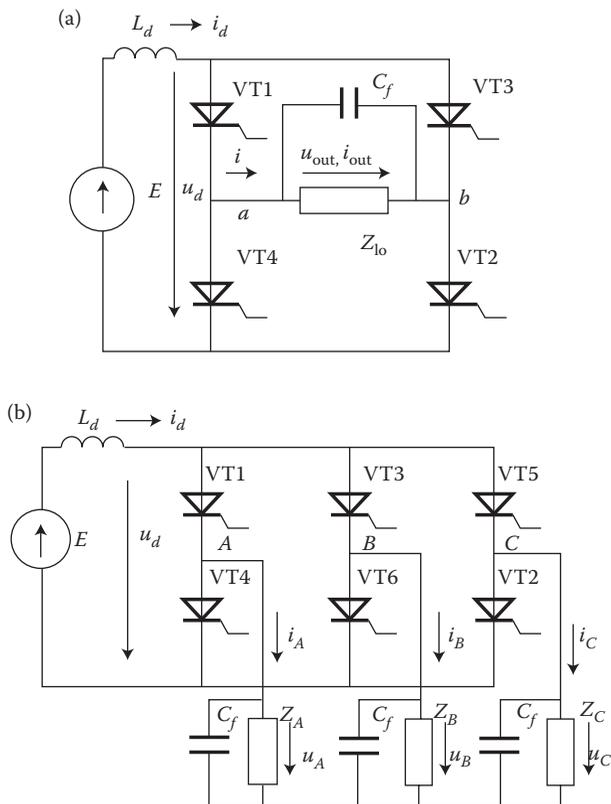 (a)
L_d → i_d
VT1
C_f
VT3
i
u_out, i_out
E
u_d
a
b
Z_lo
VT4
VT2
(b)
L_d → i_d
VT1
VT3
VT5
E
u_d
A
B
C
VT4
VT6
VT2
i_A
i_B
i_C
C_f
Z_A
C_f
Z_B
C_f
Z_C
u_A
u_B
u_C